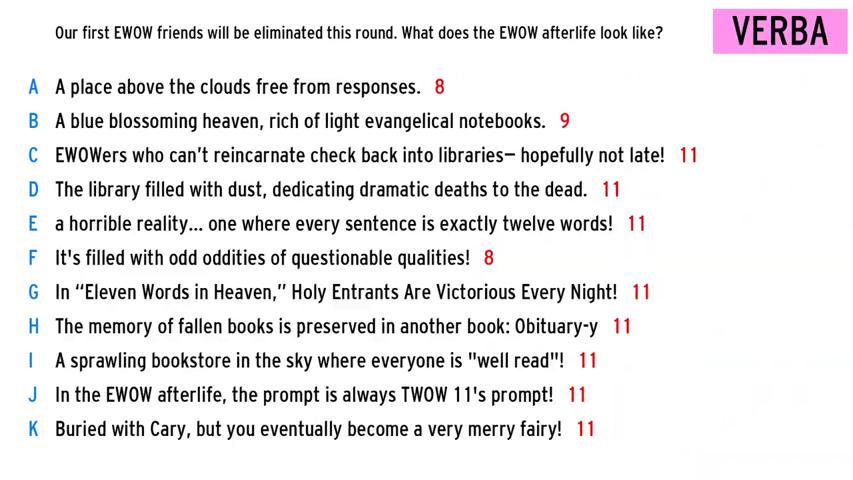 Our first EWOW friends will be eliminated this round. What does the EWOW afterlife look like?
VERBA
A A place above the clouds free from responses. 8
B A blue blossoming heaven, rich of light evangelical notebooks. 9
C EWOWers who can't reincarnate check back into libraries— hopefully not late! 11
D The library filled with dust, dedicating dramatic deaths to the dead. 11
E a horrible reality... one where every sentence is exactly twelve words! 11
F It's filled with odd oddities of questionable qualities! 8
G In “Eleven Words in Heaven,” Holy Entrants Are Victorious Every Night! 11
H The memory of fallen books is preserved in another book: Obituary-y 11
I A sprawling bookstore in the sky where everyone is "well read"! 11
J In the EWOW afterlife, the prompt is always TWOW 11's prompt! 11
K Buried with Cary, but you eventually become a very merry fairy! 11